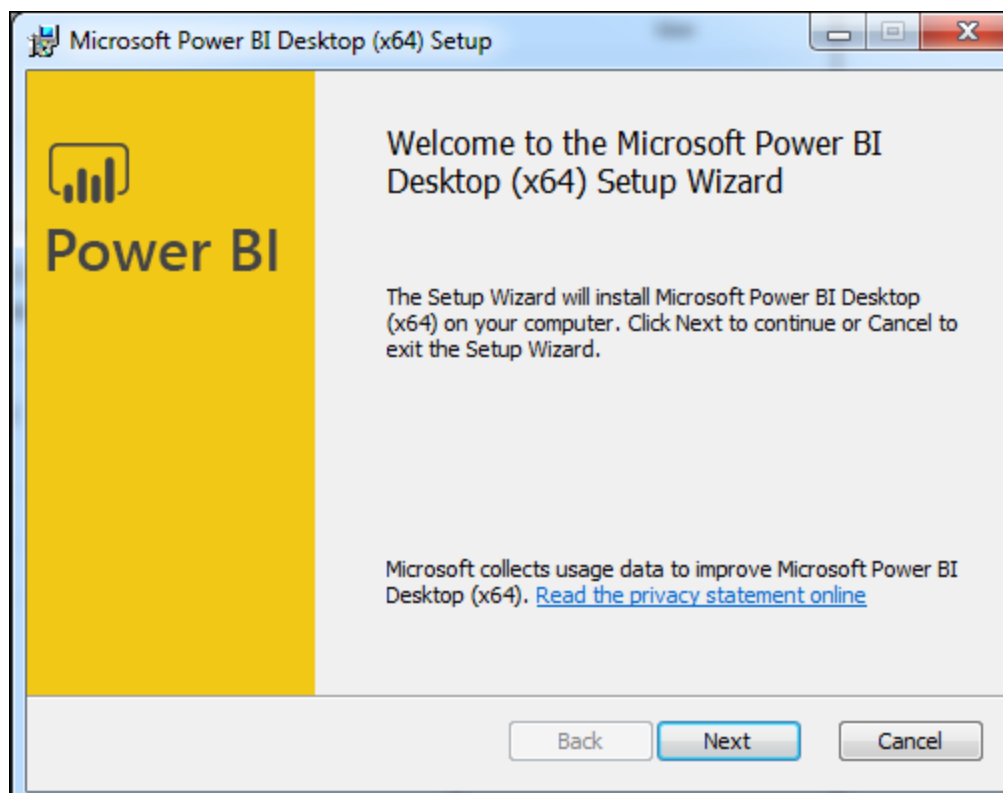 Microsoft Power BI Desktop (x64) Setup
Power BI
Welcome to the Microsoft Power BI
Desktop (x64) Setup Wizard
The Setup Wizard will install Microsoft Power BI Desktop
(x64) on your computer. Click Next to continue or Cancel to
exit the Setup Wizard.
Microsoft collects usage data to improve Microsoft Power BI
Desktop (x64). Read the privacy statement online
Back Next Cancel